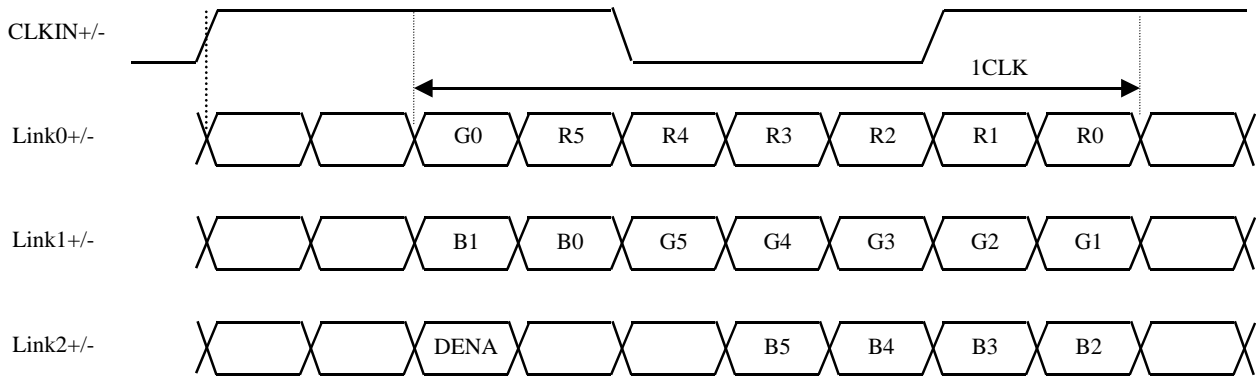 CLKIN+/-
1CLK
Link0+/- G0 R5 R4 R3 R2 R1 R0
Link1+/- B1 B0 G5 G4 G3 G2 G1
Link2+/- DENA B5 B4 B3 B2